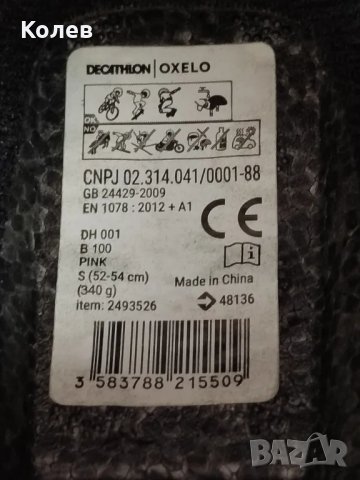 Колев
DECATHLON | OXELO
OK
NO
CNPJ 02.314.041/0001-88
GB 24429-2009
EN 1078 : 2012 + A1
CE
DH 001
B 100
PINK
S (52-54 cm)
(340 g)
item: 2493526
Made in China
48136
3 583788 215509
BAZAR